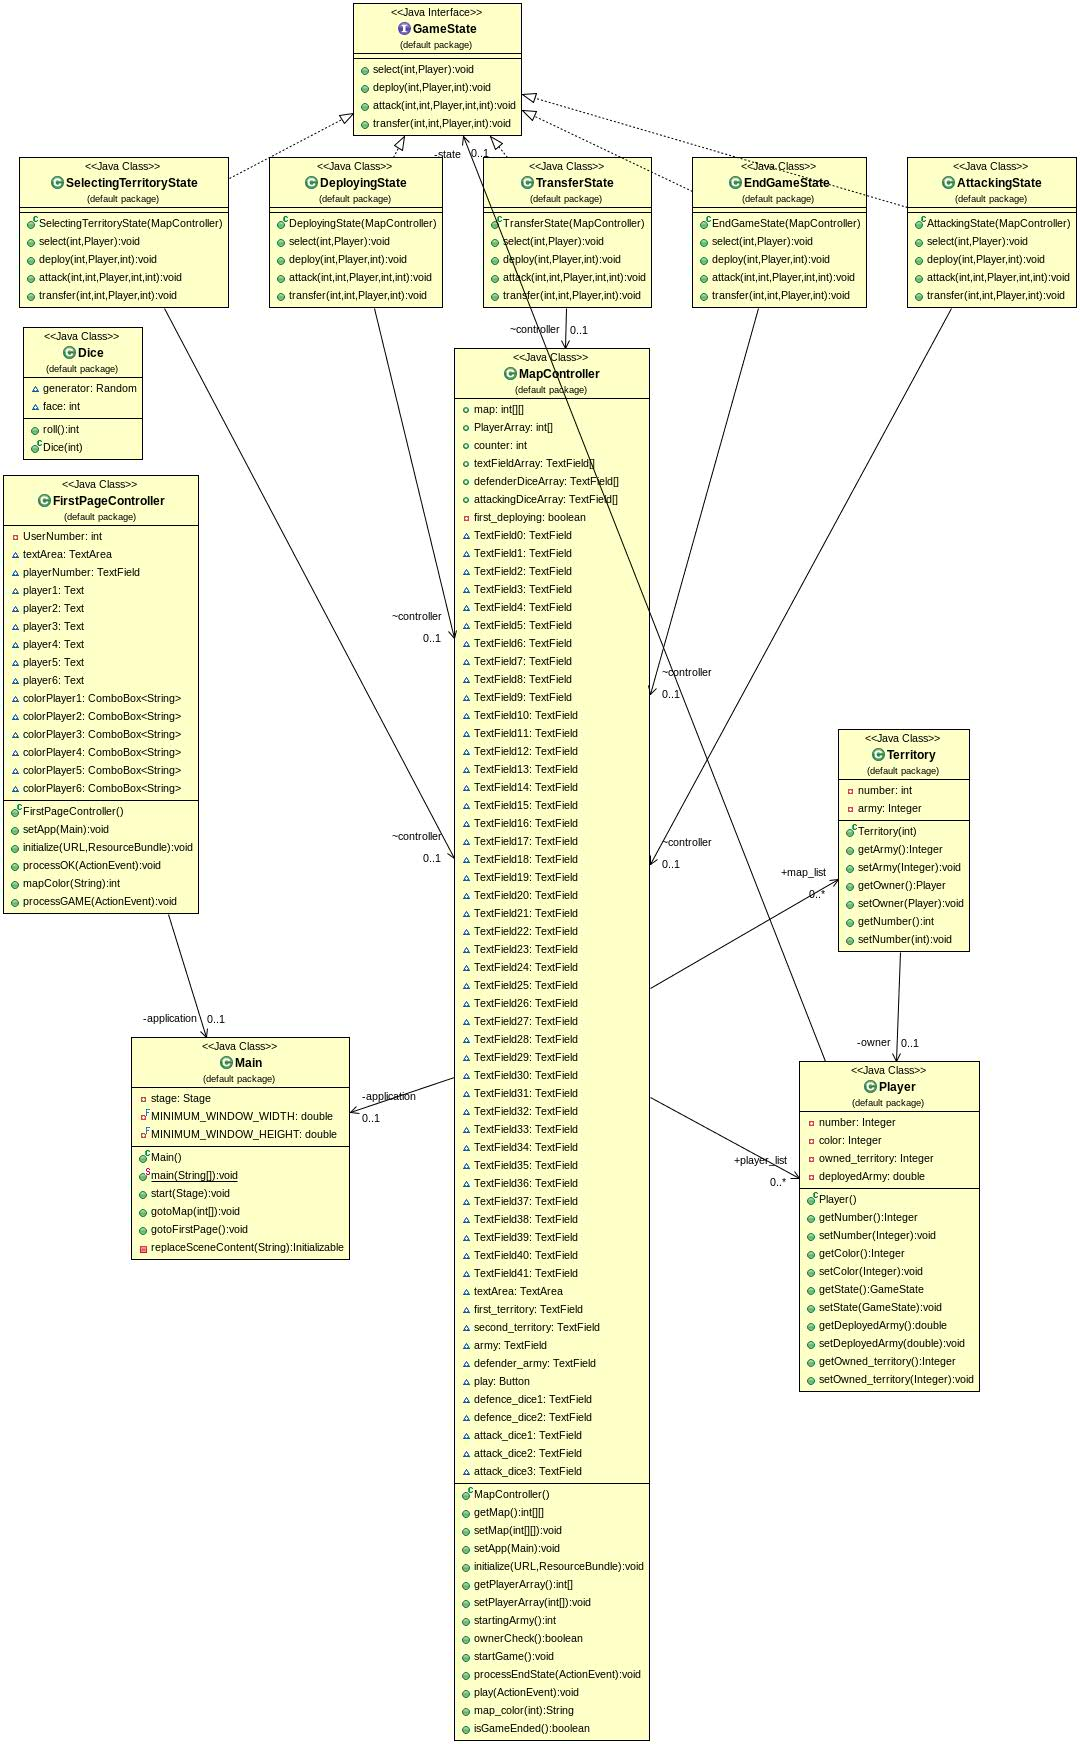 <<Java Interface>>
GameState
(default package)
select(int,Player):void
deploy(int,Player,int):void
attack(int,int,Player,int,int):void
transfer(int,int,Player,int):void
-state
0..1
<<Java Class>>
SelectingTerritoryState
(default package)
SelectingTerritoryState(MapController)
select(int,Player):void
deploy(int,Player,int):void
attack(int,int,Player,int,int):void
transfer(int,int,Player,int):void
<<Java Class>>
DeployingState
(default package)
DeployingState(MapController)
select(int,Player):void
deploy(int,Player,int):void
attack(int,int,Player,int,int):void
transfer(int,int,Player,int):void
<<Java Class>>
TransferState
(default package)
TransferState(MapController)
select(int,Player):void
deploy(int,Player,int):void
attack(int,int,Player,int,int):void
transfer(int,int,Player,int):void
<<Java Class>>
EndGameState
(default package)
EndGameState(MapController)
select(int,Player):void
deploy(int,Player,int):void
attack(int,int,Player,int,int):void
transfer(int,int,Player,int):void
<<Java Class>>
AttackingState
(default package)
AttackingState(MapController)
select(int,Player):void
deploy(int,Player,int):void
attack(int,int,Player,int,int):void
transfer(int,int,Player,int):void
<<Java Class>>
Dice
(default package)
generator: Random
face: int
roll():int
Dice(int)
<<Java Class>>
FirstPageController
(default package)
UserNumber: int
textArea: TextArea
playerNumber: TextField
player1: Text
player2: Text
player3: Text
player4: Text
player5: Text
player6: Text
colorPlayer1: ComboBox<String>
colorPlayer2: ComboBox<String>
colorPlayer3: ComboBox<String>
colorPlayer4: ComboBox<String>
colorPlayer5: ComboBox<String>
colorPlayer6: ComboBox<String>
FirstPageController()
setApp(Main):void
initialize(URL,ResourceBundle):void
processOK(ActionEvent):void
mapColor(String):int
processGAME(ActionEvent):void
~controller
0..1
~controller
0..1
~controller
0..1
~controller
0..1
~controller
0..1
<<Java Class>>
MapController
(default package)
map: int[][]
PlayerArray: int[]
counter: int
textFieldArray: TextField[]
defenderDiceArray: TextField[]
attackingDiceArray: TextField[]
first_deploying: boolean
TextField0: TextField
TextField1: TextField
TextField2: TextField
TextField3: TextField
TextField4: TextField
TextField5: TextField
TextField6: TextField
TextField7: TextField
TextField8: TextField
TextField9: TextField
TextField10: TextField
TextField11: TextField
TextField12: TextField
TextField13: TextField
TextField14: TextField
TextField15: TextField
TextField16: TextField
TextField17: TextField
TextField18: TextField
TextField19: TextField
TextField20: TextField
TextField21: TextField
TextField22: TextField
TextField23: TextField
TextField24: TextField
TextField25: TextField
TextField26: TextField
TextField27: TextField
TextField28: TextField
TextField29: TextField
TextField30: TextField
TextField31: TextField
TextField32: TextField
TextField33: TextField
TextField34: TextField
TextField35: TextField
TextField36: TextField
TextField37: TextField
TextField38: TextField
TextField39: TextField
TextField40: TextField
TextField41: TextField
textArea: TextArea
first_territory: TextField
second_territory: TextField
army: TextField
defender_army: TextField
play: Button
defence_dice1: TextField
defence_dice2: TextField
attack_dice1: TextField
attack_dice2: TextField
attack_dice3: TextField
MapController()
getMap():int[][]
setMap(int[][]):void
setApp(Main):void
initialize(URL,ResourceBundle):void
getPlayerArray():int[]
setPlayerArray(int[]):void
startingArmy():int
ownerCheck():boolean
startGame():void
processEndState(ActionEvent):void
play(ActionEvent):void
map_color(int):String
isGameEnded():boolean
+map_list
0..*
<<Java Class>>
Territory
(default package)
number: int
army: Integer
Territory(int)
getArmy():Integer
setArmy(Integer):void
getOwner():Player
setOwner(Player):void
getNumber():int
setNumber(int):void
-owner
0..1
-application
0..1
<<Java Class>>
Main
(default package)
stage: Stage
MINIMUM_WINDOW_WIDTH: double
MINIMUM_WINDOW_HEIGHT: double
Main()
main(String[]):void
start(Stage):void
gotoMap(int[]):void
gotoFirstPage():void
replaceSceneContent(String):Initializable
-application
0..1
+player_list
0..*
<<Java Class>>
Player
(default package)
number: Integer
color: Integer
owned_territory: Integer
deployedArmy: double
Player()
getNumber():Integer
setNumber(Integer):void
getColor():Integer
setColor(Integer):void
getState():GameState
setState(GameState):void
getDeployedArmy():double
setDeployedArmy(double):void
getOwned_territory():Integer
setOwned_territory(Integer):void